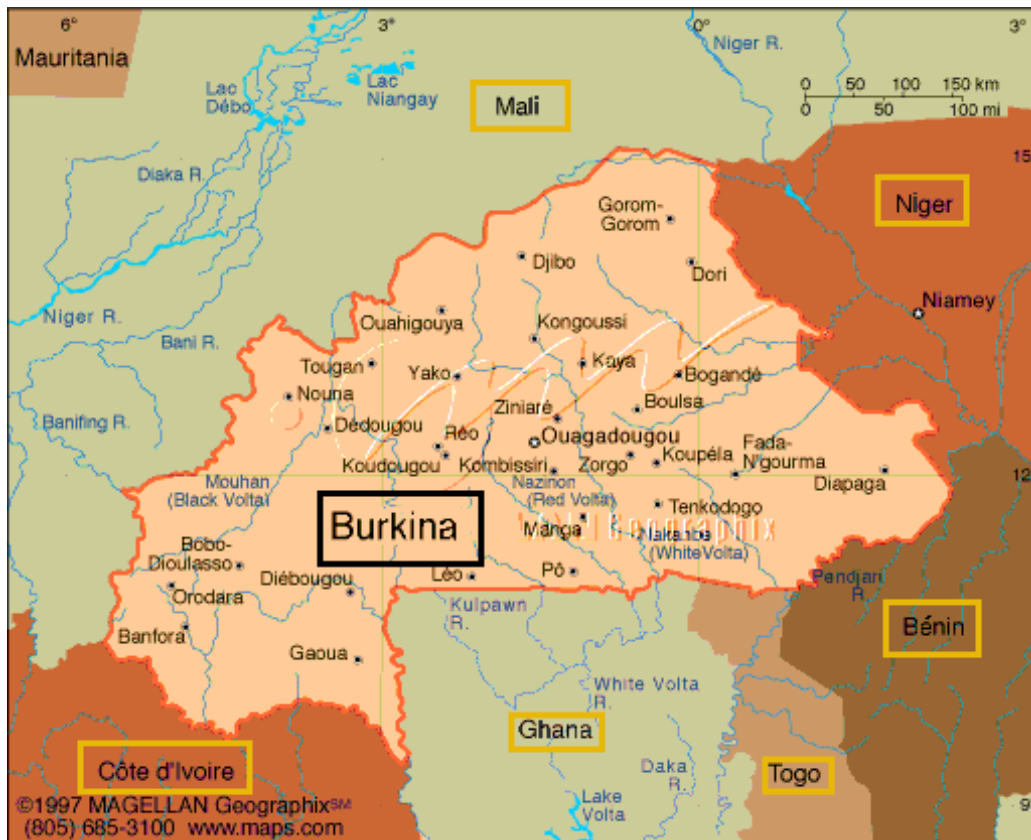 6°
3°
0°
3°
Mauritania
Niger R.
Lac
Débo
Lac
Niangay
Mali
0 50 100 150 km
0 50 100 mi
15
Diaka R.
Niger
Gorom-
Gorom
Djibo
Dori
Niamey
Niger R.
Ouahigouya
Kongoussi
Bani R.
Tougan
Yako
Kaya
Bogandé
Nouna
Boulsa
Ziniaré
Banifing R.
Dédougou
Réo
Ouagadougou
Koudougou
Kombissiri
Zorgo
Koupéla
Fada-
N'gourma
12
Diapaga
Mouhan
(Black Volta)
Nazinon
(Red Volta)
Tenkodogo
Burkina
Manga
Geographix
Nakanbe
(White Volta)
Bobo-
Dioulasso
Diébougou
Léo
Pô
Pendjari
R.
Orodara
Kulpawn
R.
Bénin
Banfora
Gaoua
White Volta
R.
Ghana
Côte d'Ivoire
Daka
R.
Togo
©1997 MAGELLAN Geographix℠
(805) 685-3100 www.maps.com
Lake
Volta
9